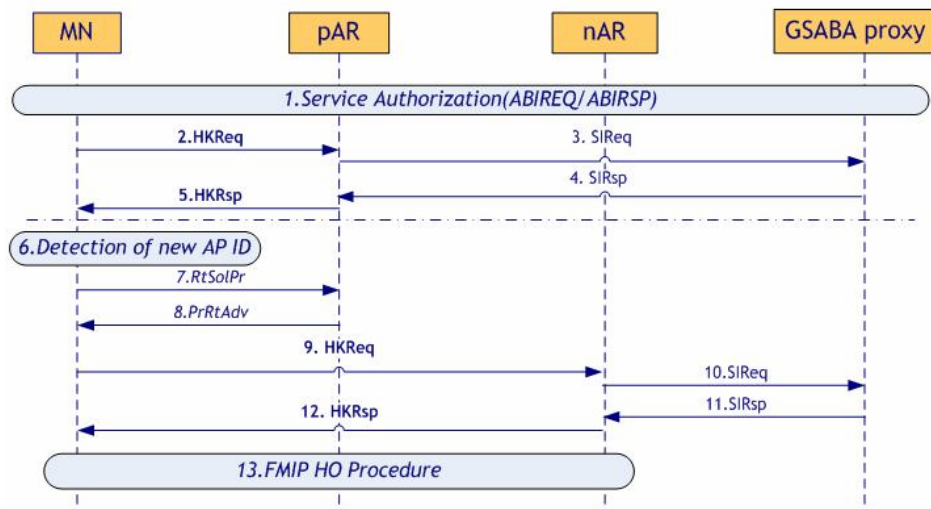 MN
pAR
nAR
GSABA proxy
1.Service Authorization(ABIREQ/ABIRSP)
2.HKReq
3. SIReq
4. SIRsp
5.HKRsp
6.Detection of new AP ID
7.RtSolPr
8.PrRtAdv
9. HKReq
10.SIReq
11.SIRsp
12. HKRsp
13.FMIP HO Procedure